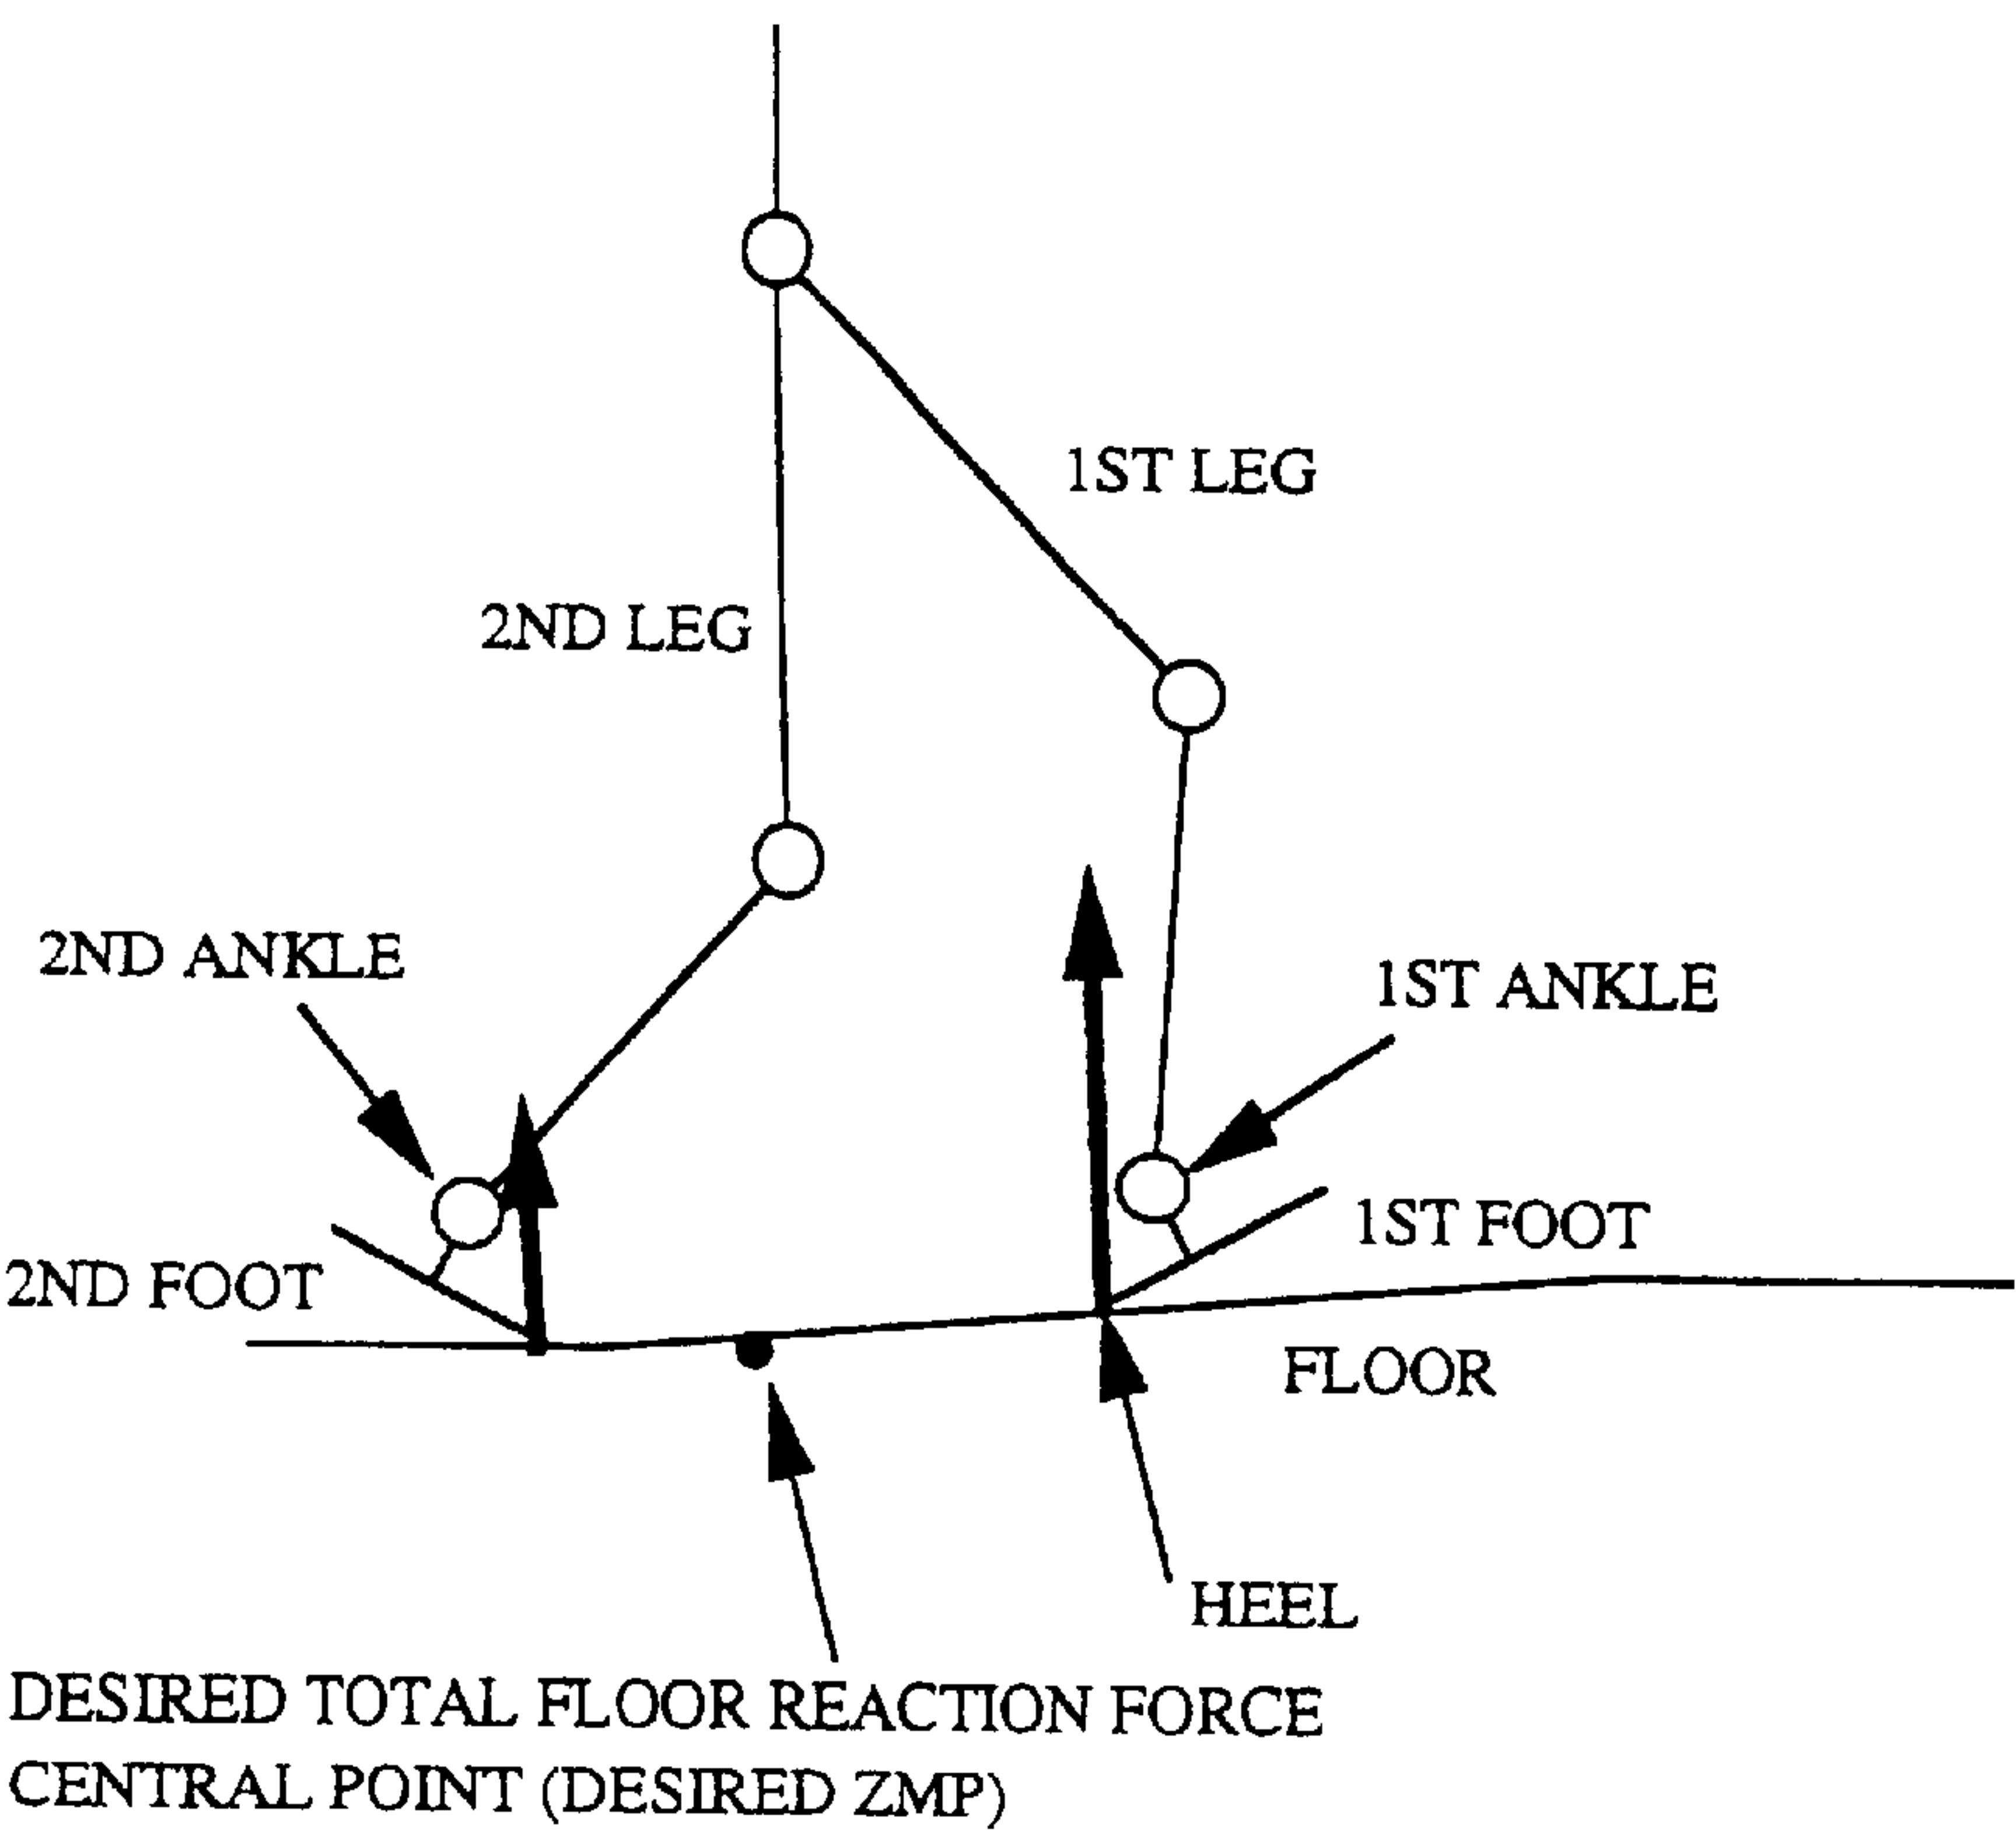 1ST LEG
2ND LEG
2ND ANKLE
1ST ANKLE
1ST FOOT
2ND FOOT
FLOOR
HEEL
DESIRED TOTAL FLOOR REACTION FORCE
CENTRAL POINT (DESIRED ZMP)